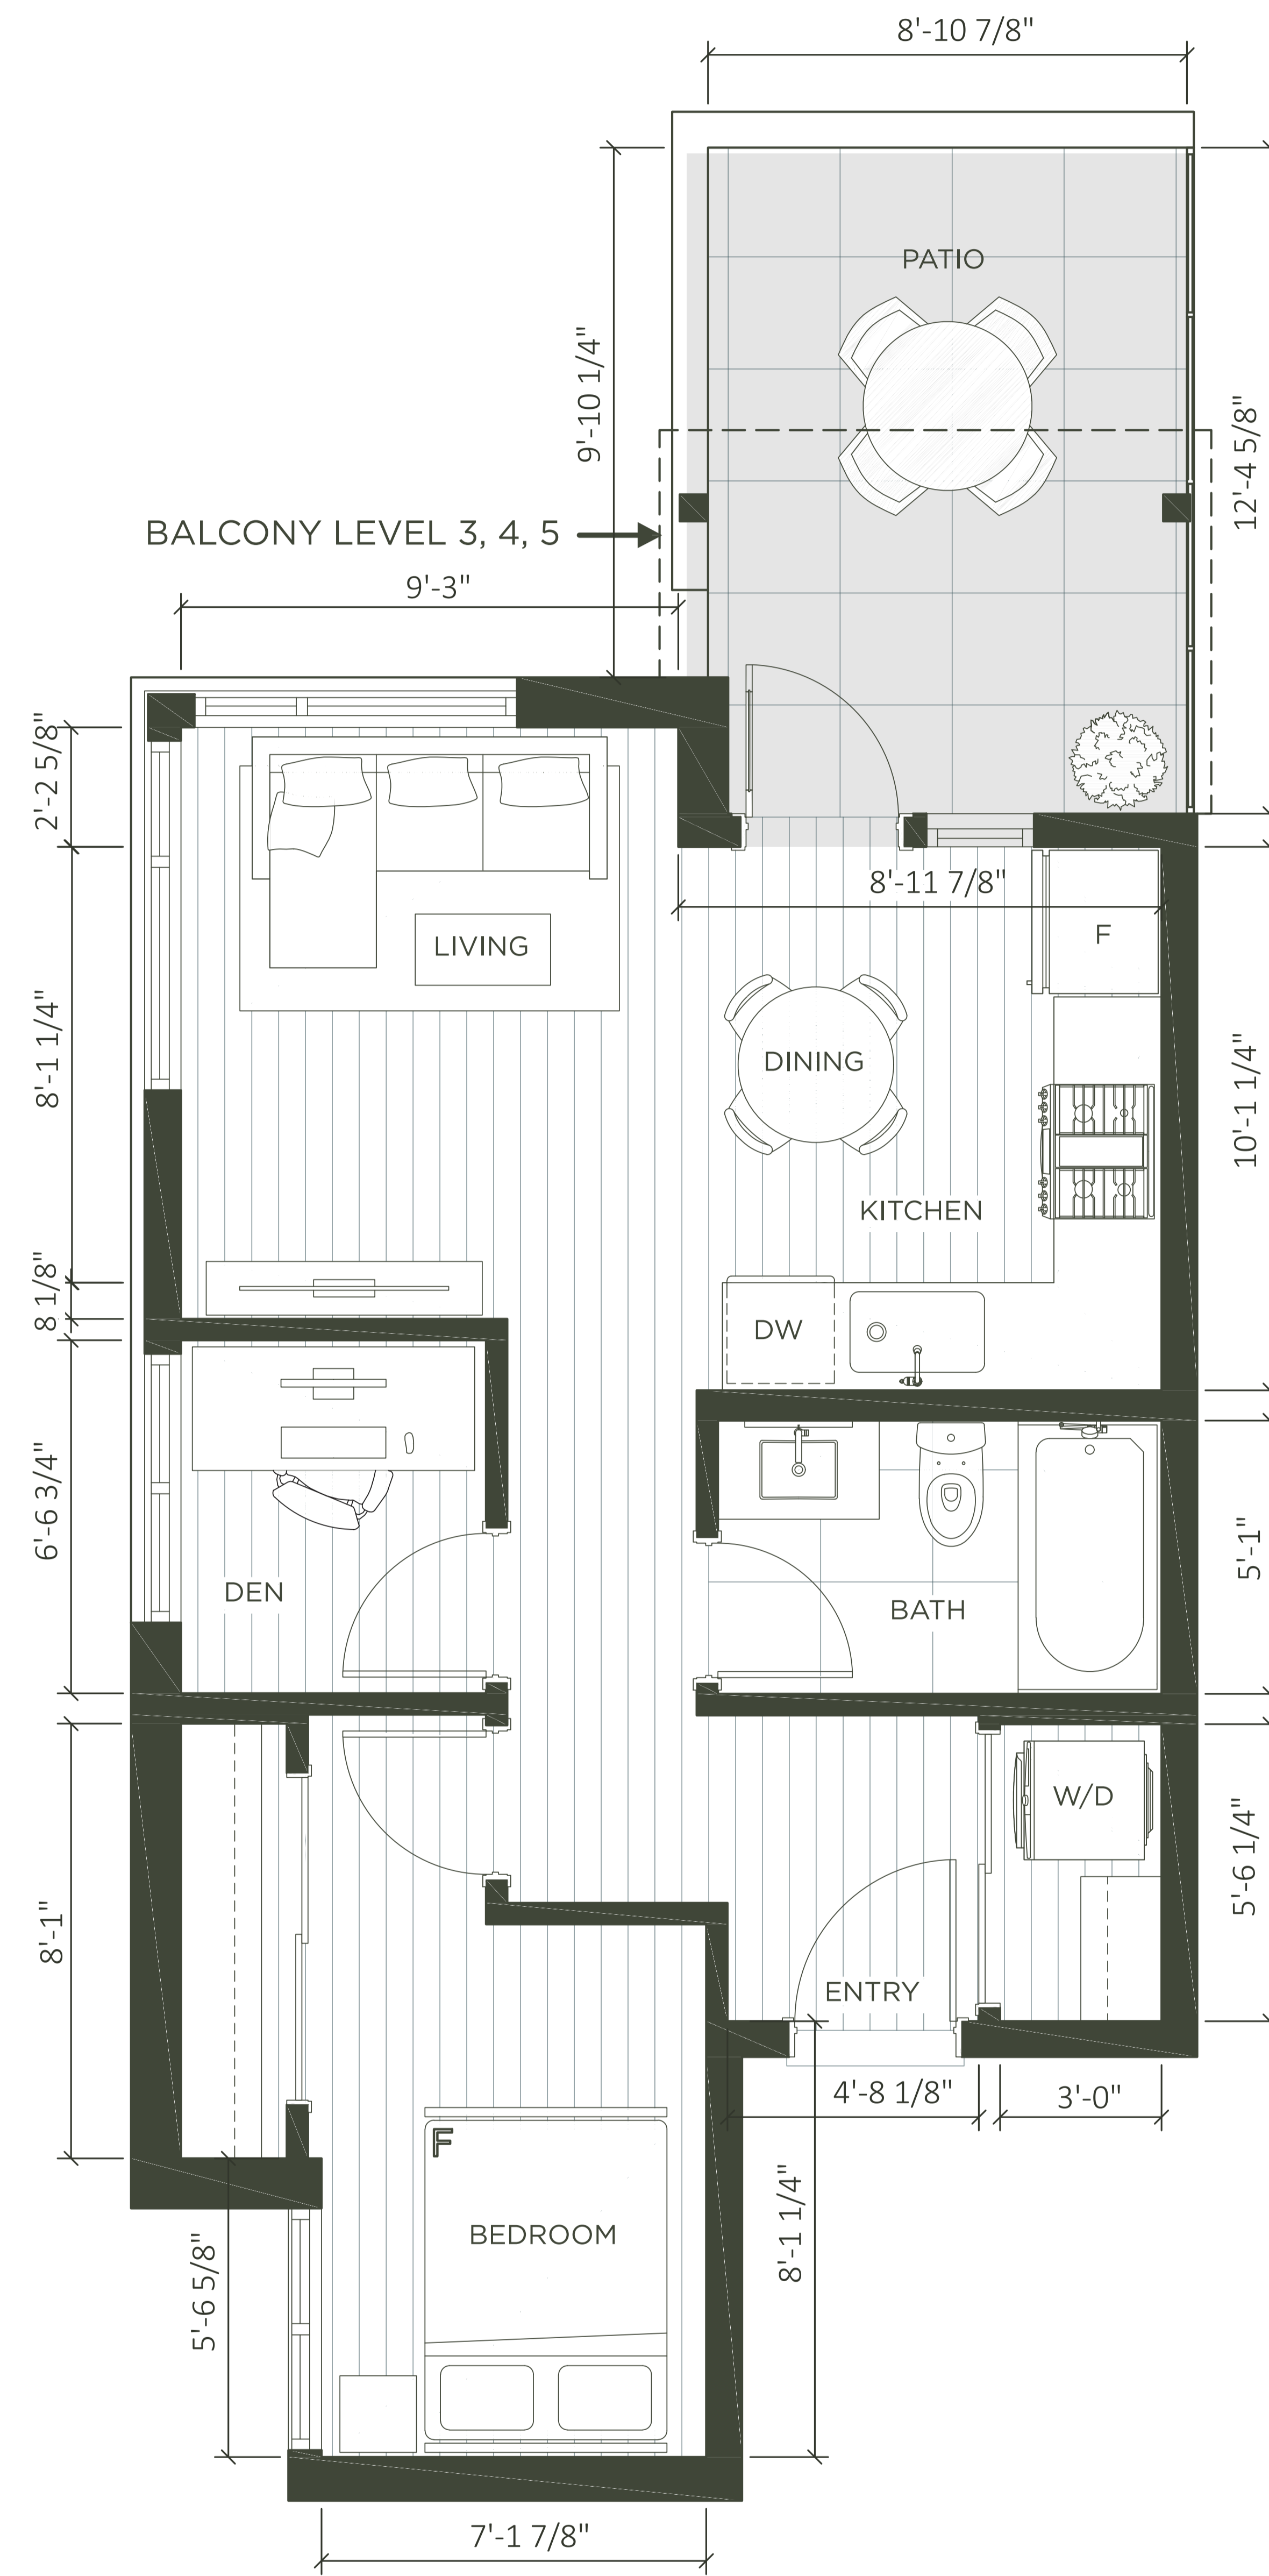 8'-10 7/8"
PATIO
9'-10 1/4"
12'-4 5/8"
BALCONY LEVEL 3, 4, 5
9'-3"
2'-2 5/8"
8'-11 7/8"
F
LIVING
8'-1 1/4"
DINING
10'-1 1/4"
KITCHEN
8 1/8"
DW
6'-6 3/4"
5'-1"
DEN
BATH
W/D
5'-6 1/4"
8'-1"
ENTRY
4'-8 1/8"
3'-0"
F
8'-1 1/4"
BEDROOM
5'-6 5/8"
7'-1 7/8"